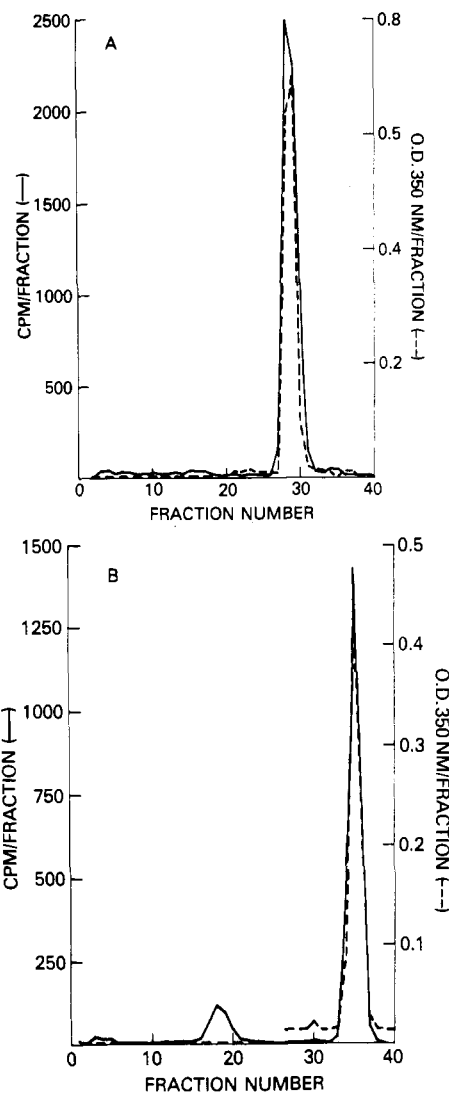 A
2500
2000
1500
1000
500
CPM/FRACTION (—)
0.8
0.5
0.4
0.2
O.D. 350 NM/FRACTION (---)
0 10 20 30 40
FRACTION NUMBER
B
1500
1250
1000
750
500
250
CPM/FRACTION (—)
0.5
0.4
0.3
0.2
0.1
O.D. 350 NM/FRACTION (---)
0 10 20 30 40
FRACTION NUMBER